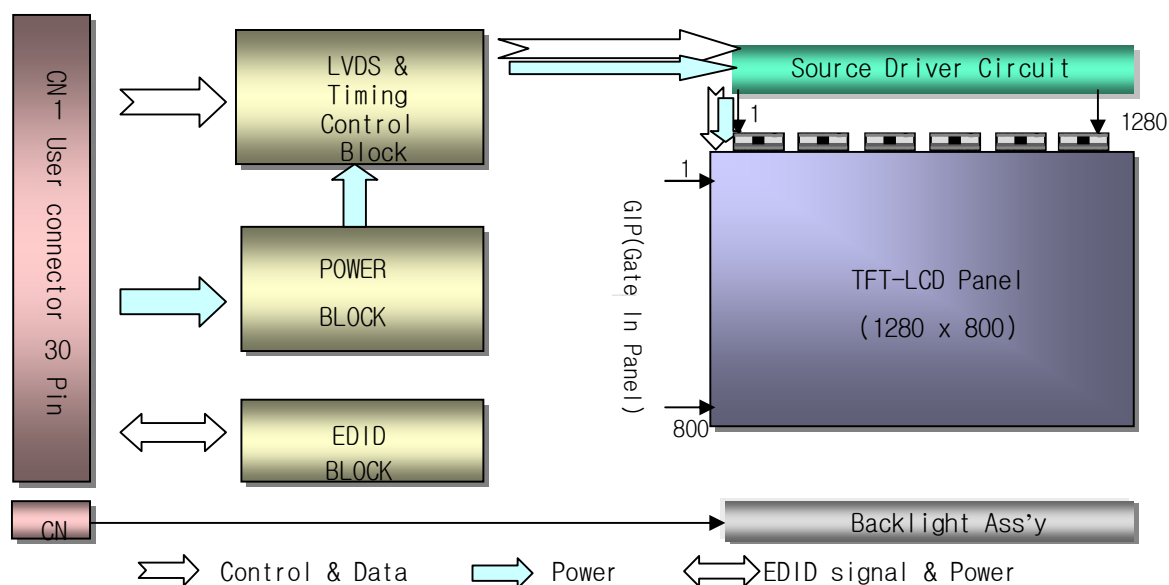 CN-1 User connector 30 Pin
LVDS &
Timing
Control
Block
Source Driver Circuit
1
1280
1
GIP(Gate In Panel)
800
POWER
BLOCK
TFT-LCD Panel
(1280 x 800)
EDID
BLOCK
CN
Backlight Ass’y
Control & Data
Power
EDID signal & Power